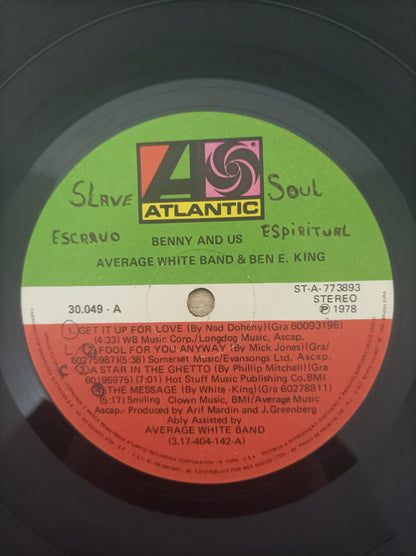 SLAVE SOUL
ATLANTIC
ESCRAVO ESPIRITUAL
BENNY AND US
AVERAGE WHITE BAND & BEN E. KING
ST-A-773893
30.049 - A STEREO
Ⓟ 1978
1. GET IT UP FOR LOVE (By Ned Doheny)(Gra 60093196)
(4:33) WB Music Corp./Longdog Music, Ascap.
2. FOOL FOR YOU ANYWAY (By Mick Jones)(Gra
60275987)(5:38) Somerset Music/Evansongs Ltd. Ascap.
3. A STAR IN THE GHETTO (By Phillip Mitchell)(Gra
60195975) (7:01) Hot Stuff Music Publishing Co.BMI
4. THE MESSAGE (By White -King)(Gra 60278811)
(5:17) Smiling Clown Music, BMI/Average Music
Ascap - Produced by Arif Mardin and J.Greenberg
Ably Assisted by
AVERAGE WHITE BAND
(3.17-404-142-A)